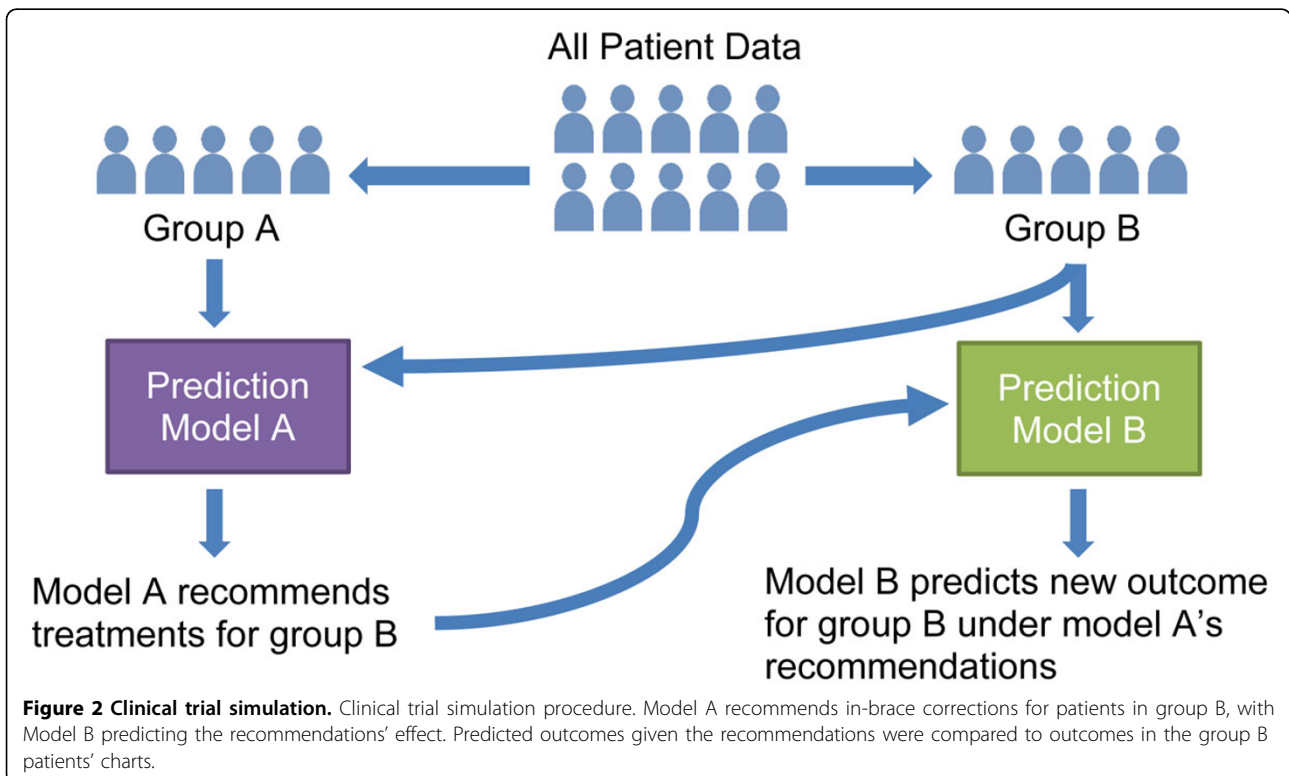 All Patient Data
Group A
Group B
Prediction
Model A
Prediction
Model B
Model A recommends
treatments for group B
Model B predicts new outcome
for group B under model A's
recommendations
Figure 2 Clinical trial simulation. Clinical trial simulation procedure. Model A recommends in-brace corrections for patients in group B, with
Model B predicting the recommendations' effect. Predicted outcomes given the recommendations were compared to outcomes in the group B
patients' charts.